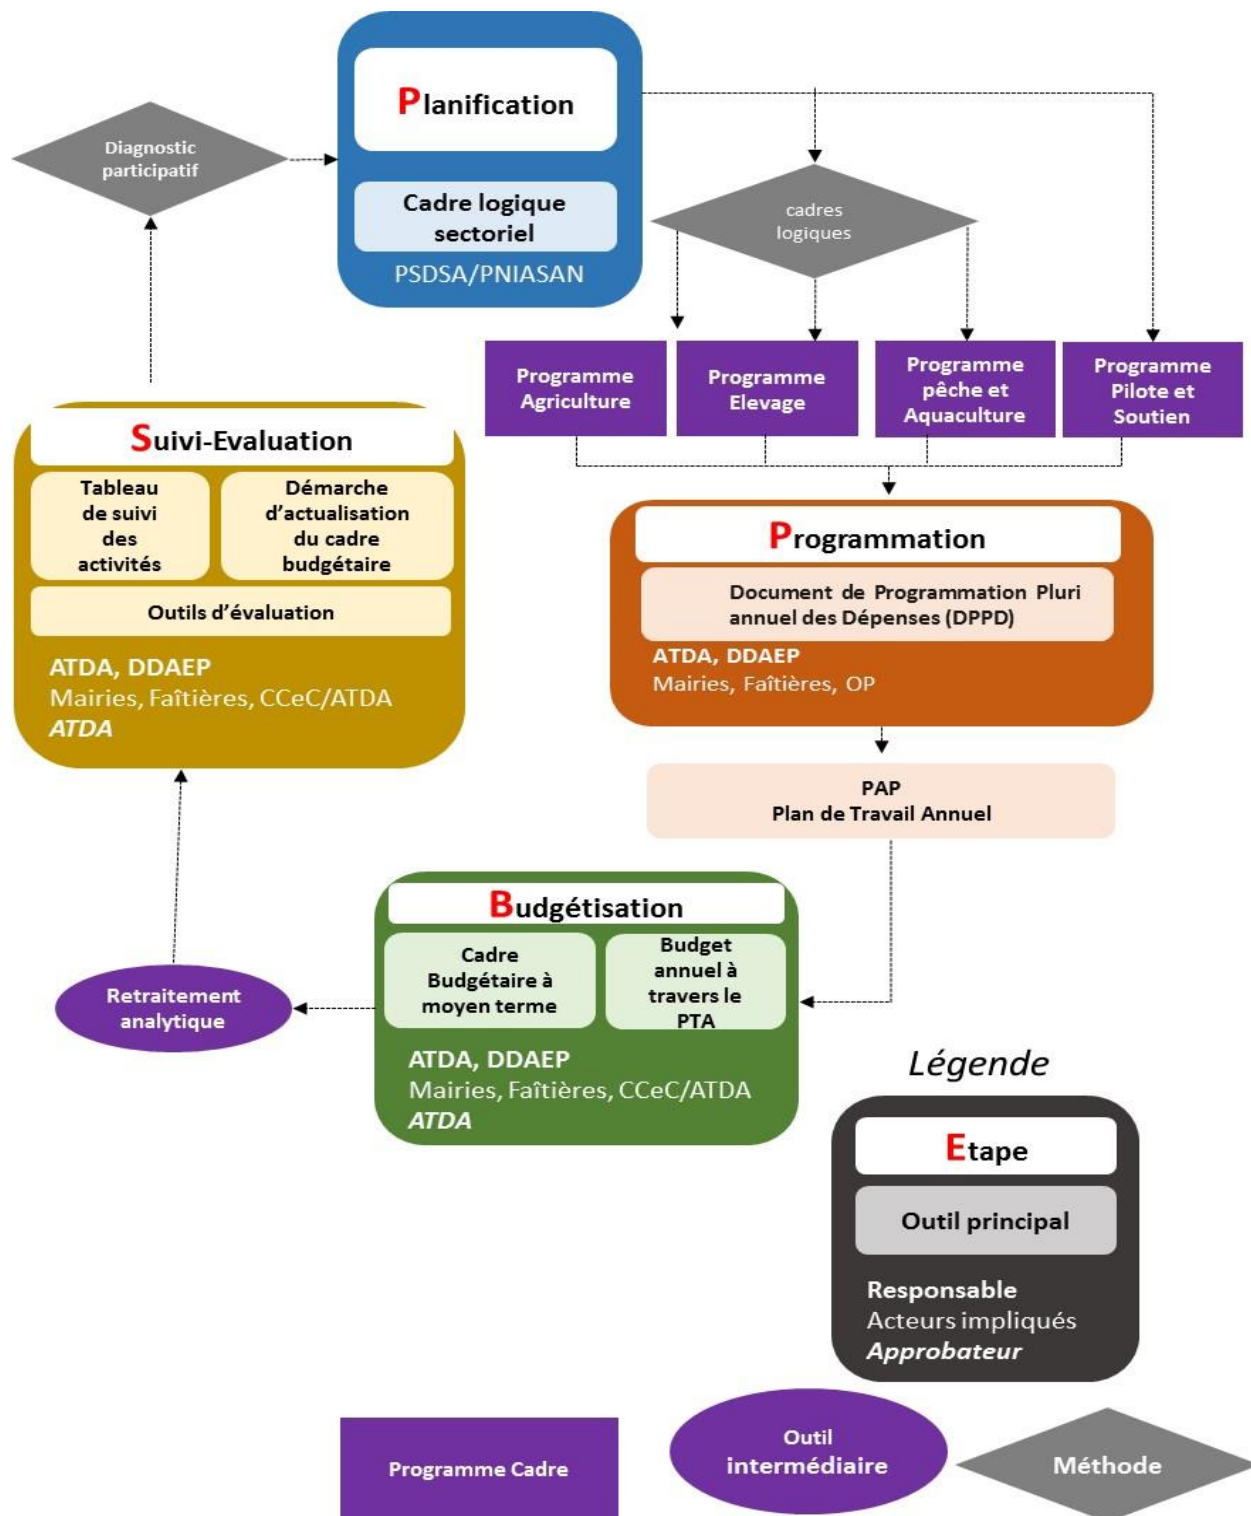 Planification
Cadre logique
sectoriel
PSDSA/PNIASAN
Diagnostic
participatif
cadres
logiques
Programme
Agriculture
Programme
Elevage
Programme
pêche et
Aquaculture
Programme
Pilote et
Soutien
Suivi-Evaluation
Tableau
de suivi
des
activités
Démarche
d’actualisation
du cadre
budgétaire
Outils d’évaluation
ATDA, DDAEP
Mairies, Faîtières, CCeC/ATDA
ATDA
Programmation
Document de Programmation Pluri
annuel des Dépenses (DPPD)
ATDA, DDAEP
Mairies, Faîtières, OP
PAP
Plan de Travail Annuel
Budgétisation
Cadre
Budgétaire à
moyen terme
Budget
annuel à
travers le
PTA
ATDA, DDAEP
Mairies, Faîtières, CCeC/ATDA
ATDA
Retraitement
analytique
Légende
Etape
Outil principal
Responsable
Acteurs impliqués
Approbateur
Programme Cadre
Outil
intermédiaire
Méthode